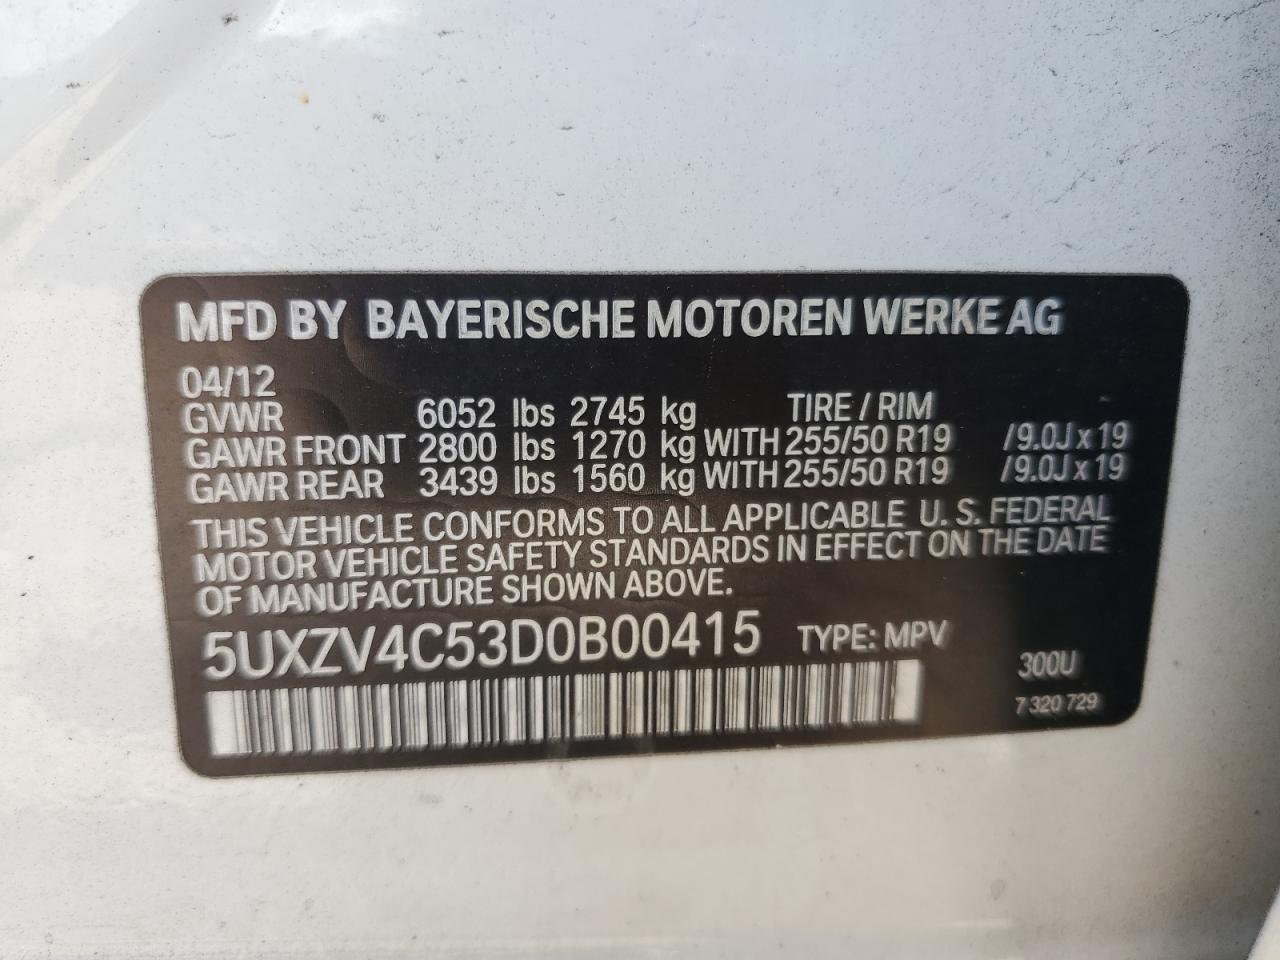 MFD BY BAYERISCHE MOTOREN WERKE AG
04/12
GVWR 6052 lbs 2745 kg TIRE / RIM
GAWR FRONT 2800 lbs 1270 kg WITH 255/50 R19 /9.0J x 19
GAWR REAR 3439 lbs 1560 kg WITH 255/50 R19 /9.0J x 19
THIS VEHICLE CONFORMS TO ALL APPLICABLE U. S. FEDERAL
MOTOR VEHICLE SAFETY STANDARDS IN EFFECT ON THE DATE
OF MANUFACTURE SHOWN ABOVE.
5UXZV4C53D0B00415 TYPE: MPV
300U
7 320 729